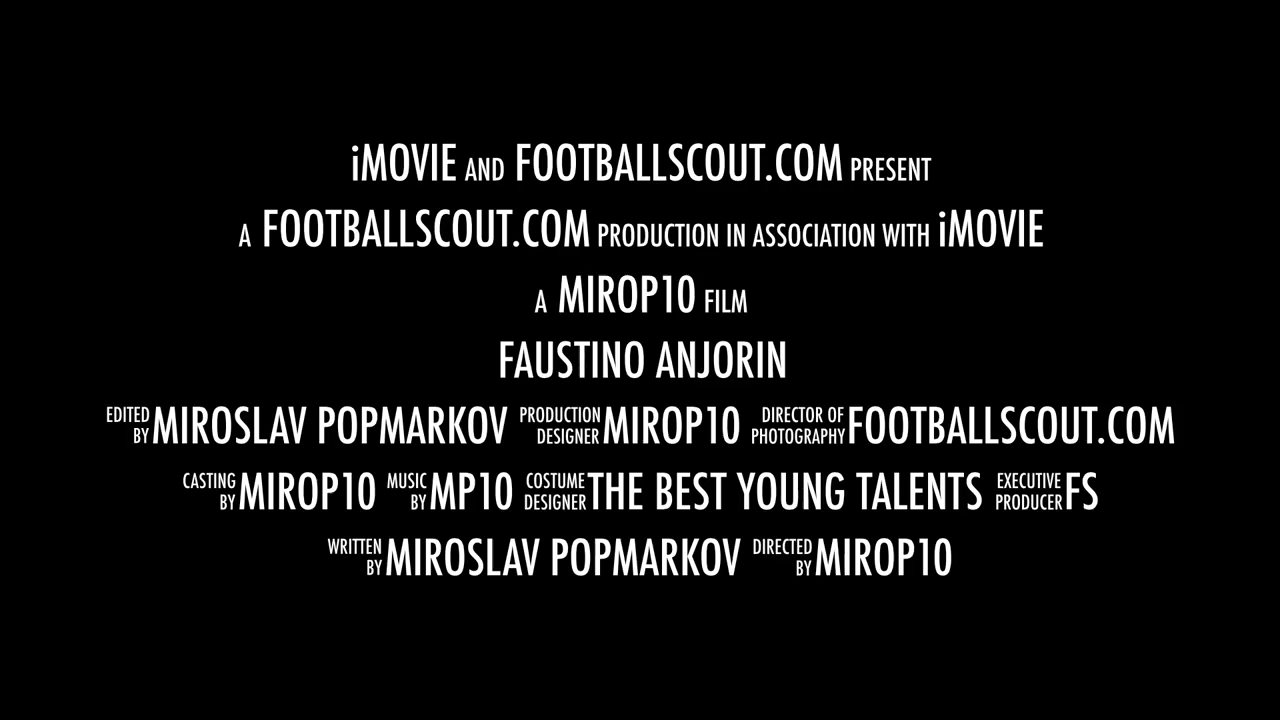 iMOVIE AND FOOTBALLSCOUT.COM PRESENT
A FOOTBALLSCOUT.COM PRODUCTION IN ASSOCIATION WITH iMOVIE
A MIROP10 FILM
FAUSTINO ANJORIN
EDITED BY MIROSLAV POPMARKOV PRODUCTION DESIGNER MIROP10 DIRECTOR OF PHOTOGRAPHY FOOTBALLSCOUT.COM
CASTING BY MIROP10 MUSIC BY MP10 COSTUME DESIGNER THE BEST YOUNG TALENTS EXECUTIVE PRODUCER FS
WRITTEN BY MIROSLAV POPMARKOV DIRECTED BY MIROP10